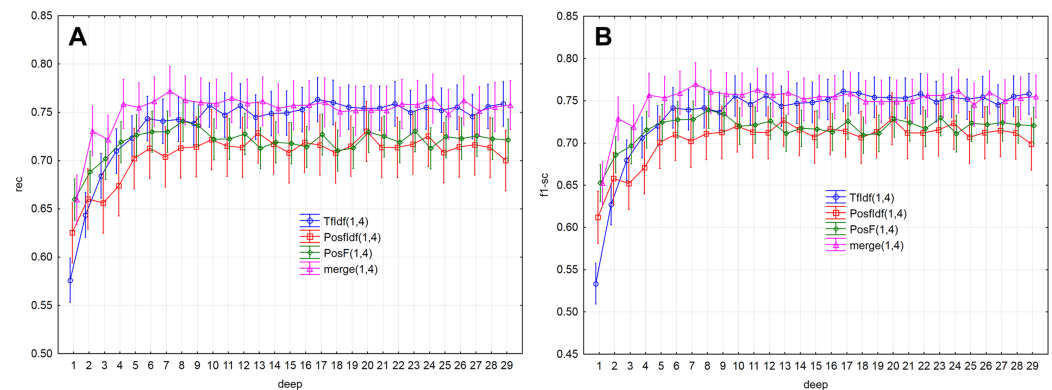 A
0.85
0.80
0.75
0.70
0.65
0.60
0.55
0.50
rec
TfIdf(1,4)
PosfIdf(1,4)
PosF(1,4)
merge(1,4)
1 2 3 4 5 6 7 8 9 10 11 12 13 14 15 16 17 18 19 20 21 22 23 24 25 26 27 28 29
deep
B
0.85
0.80
0.75
0.70
0.65
0.60
0.55
0.50
0.45
f1-sc
TfIdf(1,4)
PosfIdf(1,4)
PosF(1,4)
merge(1,4)
1 2 3 4 5 6 7 8 9 10 11 12 13 14 15 16 17 18 19 20 21 22 23 24 25 26 27 28 29
deep